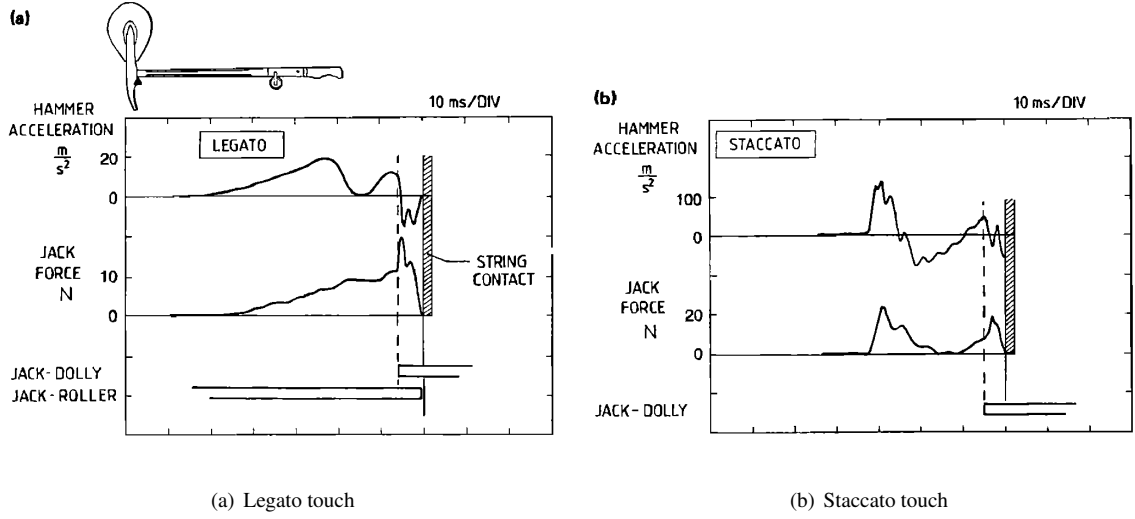 (a)
10 ms/DIV
HAMMER
ACCELERATION
m
s²
LEGATO
20
0
JACK
FORCE
N
10
0
STRING
CONTACT
JACK-DOLLY
JACK-ROLLER
(a) Legato touch
(b)
10 ms/DIV
HAMMER
ACCELERATION
m
s²
STACCATO
100
0
JACK
FORCE
N
20
0
JACK-DOLLY
(b) Staccato touch